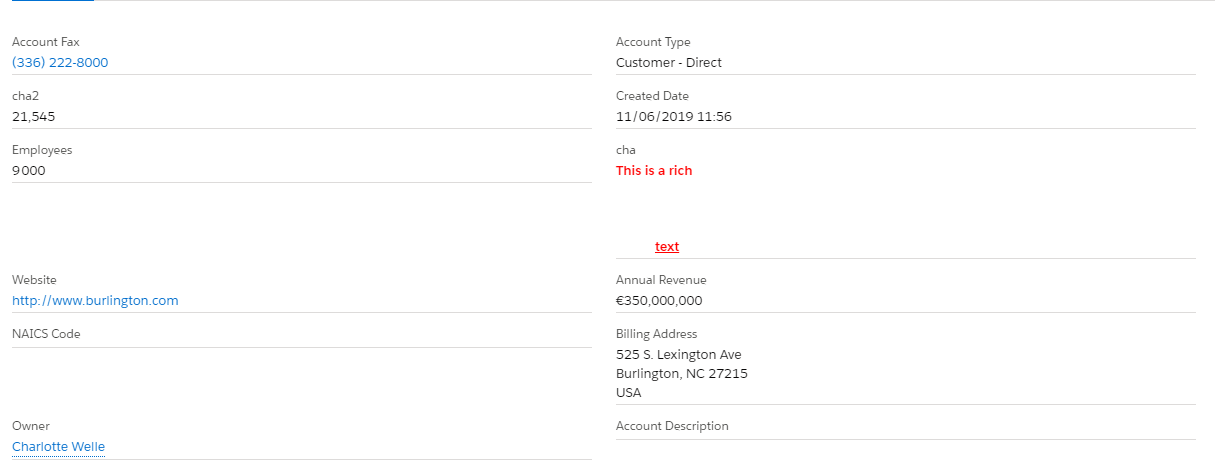 Account Fax
(336) 222-8000
Account Type
Customer - Direct
cha2
21,545
Created Date
11/06/2019 11:56
Employees
9000
cha
This is a rich
text
Website
http://www.burlington.com
Annual Revenue
€350,000,000
NAICS Code
Billing Address
525 S. Lexington Ave
Burlington, NC 27215
USA
Owner
Charlotte Welle
Account Description